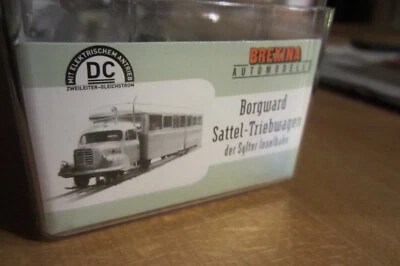 MIT ELEKTRISCHEM ANTRIEB
DC
ZWEILEITER-GLEICHSTROM
BREKINA
AUTOMODELLE
Borgward
Sattel-Triebwagen
der Sylter Inselbahn